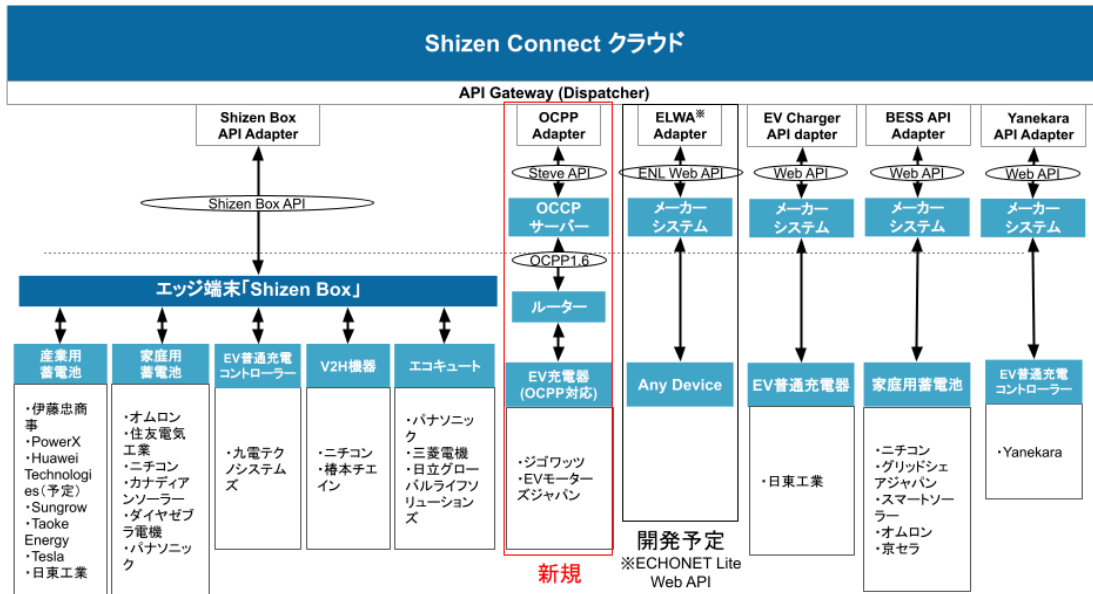 Shizen Connect クラウド
API Gateway (Dispatcher)
Shizen Box
API Adapter
OCPP
Adapter
ELWA※
Adapter
EV Charger
API dapter
BESS API
Adapter
Yanekara
API Adapter
Shizen Box API
Steve API
ENL Web API
Web API
Web API
Web API
OCCP
サーバー
メーカー
システム
メーカー
システム
メーカー
システム
メーカー
システム
OCPP1.6
エッジ端末「Shizen Box」
ルーター
産業用
蓄電池
家庭用
蓄電池
EV普通充電
コントローラー
V2H機器
エコキュート
EV充電器
(OCPP対応)
Any Device
EV普通充電器
家庭用蓄電池
EV普通充電
コントローラー
・伊藤忠商
事
・PowerX
・Huawei
Technologi
es(予定)
・Sungrow
・Taoke
Energy
・Tesla
・日東工業
・オムロン
・住友電気
工業
・ニチコン
・カナディア
ンソーラー
・ダイヤゼブ
ラ電機
・パナソニッ
ク
・九電テク
ノシステム
ズ
・ニチコン
・椿本チエ
イン
・パナソニッ
ク
・三菱電機
・日立グロー
バルライフソ
リューション
ズ
・ジゴワッツ
・EVモーター
ズジャパン
・日東工業
・ニチコン
・グリッドシェ
アジャパン
・スマートソー
ラー
・オムロン
・京セラ
・Yanekara
新規
開発予定
※ECHONET Lite
Web API